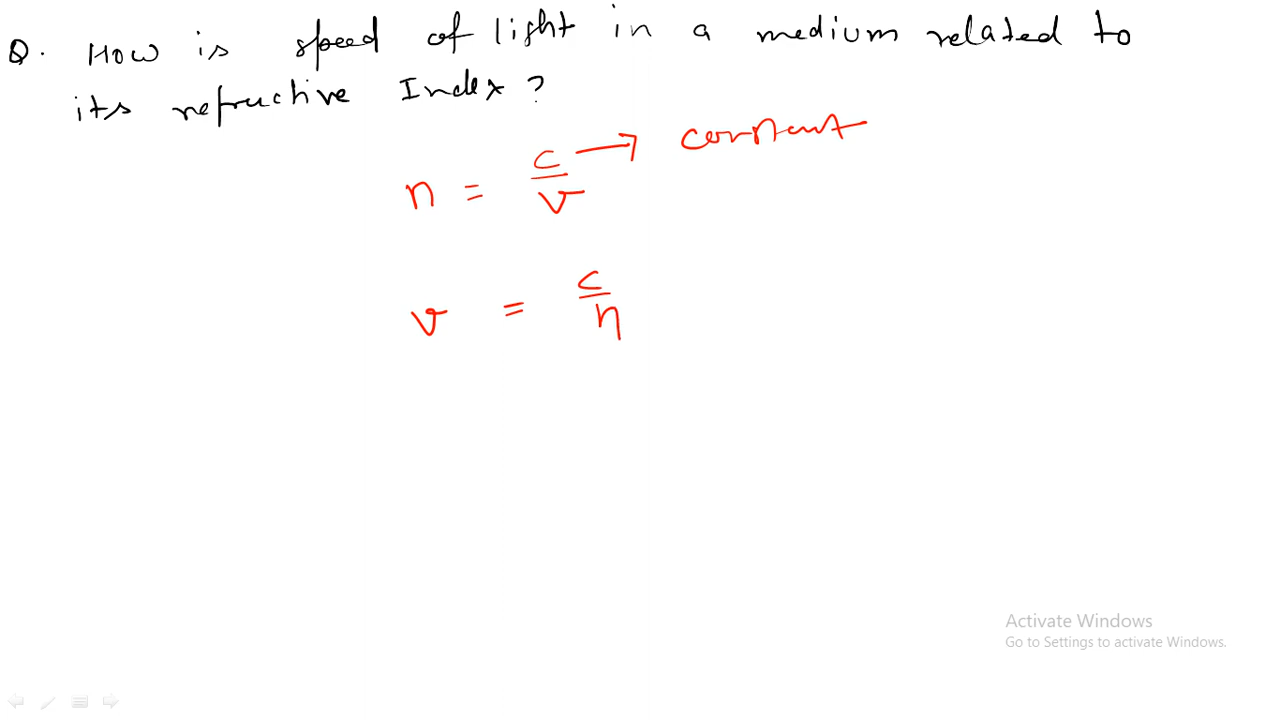 Q. How is speed of light in a medium related to
its refractive Index?
n = c/v → constant
v = c/n
Activate Windows
Go to Settings to activate Windows.